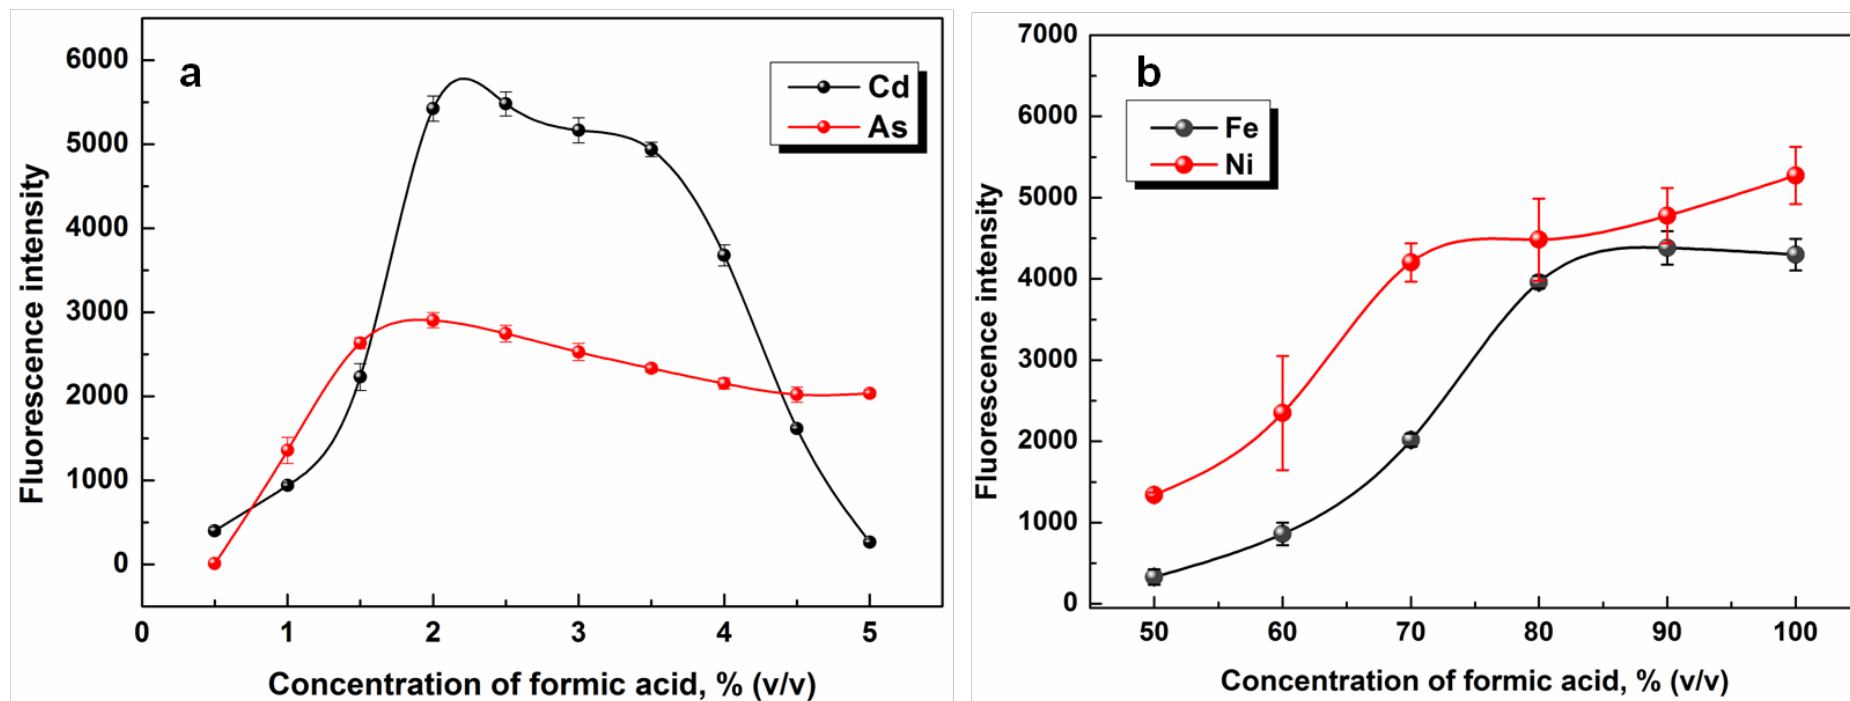 a
Cd
As
6000
5000
4000
3000
2000
1000
0
Fluorescence intensity
0 1 2 3 4 5
Concentration of formic acid, % (v/v)
b
Fe
Ni
7000
6000
5000
4000
3000
2000
1000
0
Fluorescence intensity
50 60 70 80 90 100
Concentration of formic acid, % (v/v)